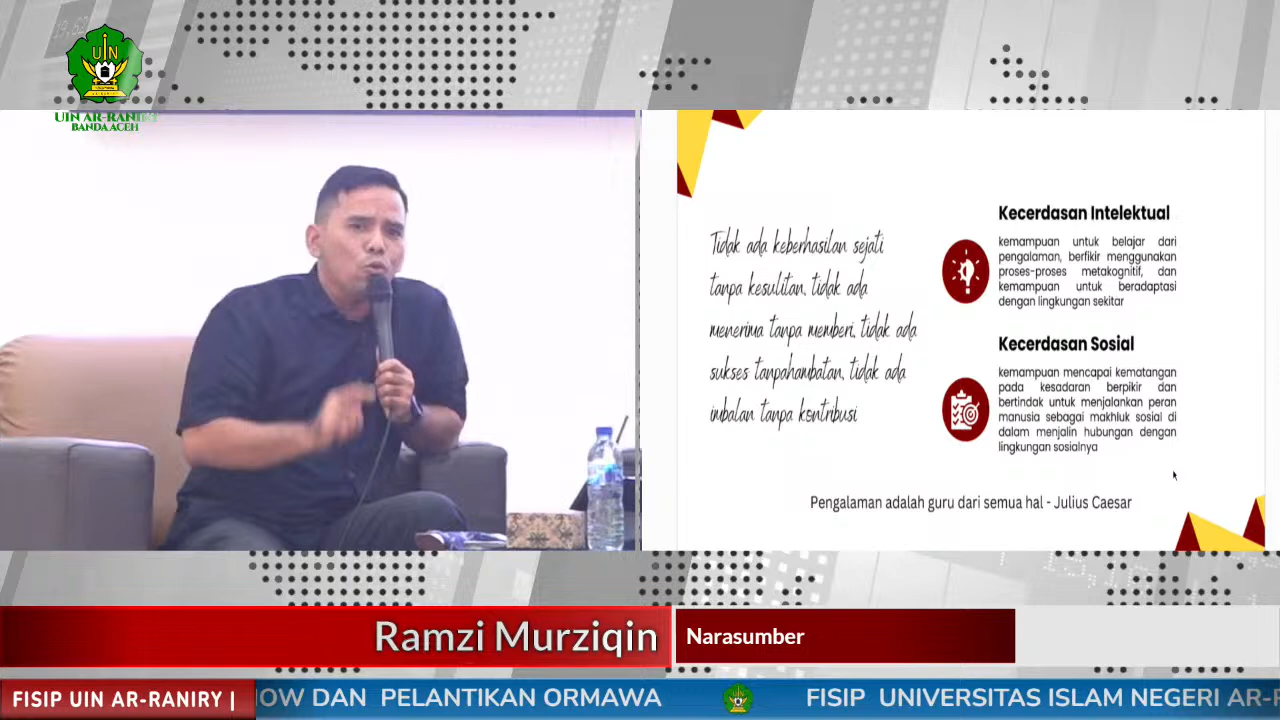 UIN
UIN AR-RANIRY
BANDA ACEH
Tidak ada keberhasilan sejati
tanpa kesulitan, tidak ada
menerima tanpa memberi, tidak ada
sukses tanpahambatan, tidak ada
imbalan tanpa kontribusi
Kecerdasan Intelektual
kemampuan untuk belajar dari
pengalaman, berfikir menggunakan
proses-proses metakognitif, dan
kemampuan untuk beradaptasi
dengan lingkungan sekitar
Kecerdasan Sosial
kemampuan mencapai kematangan
pada kesadaran berpikir dan
bertindak untuk menjalankan peran
manusia sebagai makhluk sosial di
dalam menjalin hubungan dengan
lingkungan sosialnya
Pengalaman adalah guru dari semua hal - Julius Caesar
Ramzi Murziqin
Narasumber
FISIP UIN AR-RANIRY |
OW DAN PELANTIKAN ORMAWA
FISIP UNIVERSITAS ISLAM NEGERI AR-R